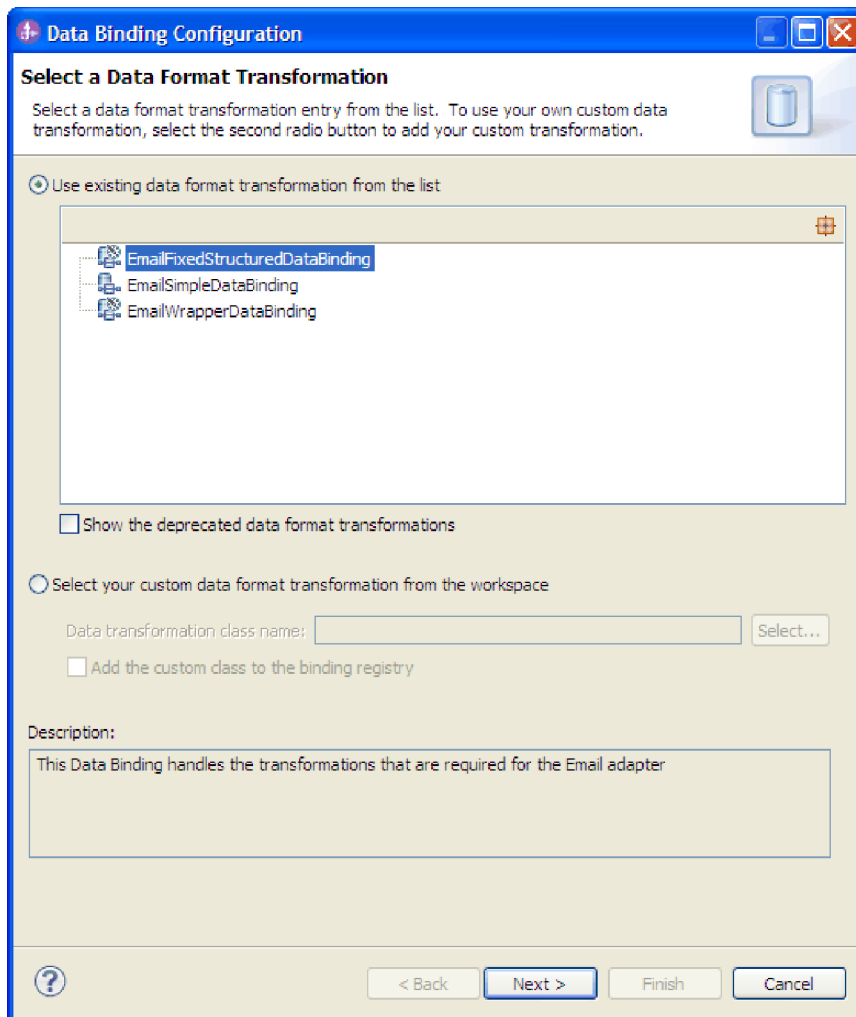 Data Binding Configuration
Select a Data Format Transformation
Select a data format transformation entry from the list.  To use your own custom data
transformation, select the second radio button to add your custom transformation.
Use existing data format transformation from the list
EmailFixedStructuredDataBinding
EmailSimpleDataBinding
EmailWrapperDataBinding
Show the deprecated data format transformations
Select your custom data format transformation from the workspace
Data transformation class name: Select...
Add the custom class to the binding registry
Description:
This Data Binding handles the transformations that are required for the Email adapter
? < Back Next > Finish Cancel